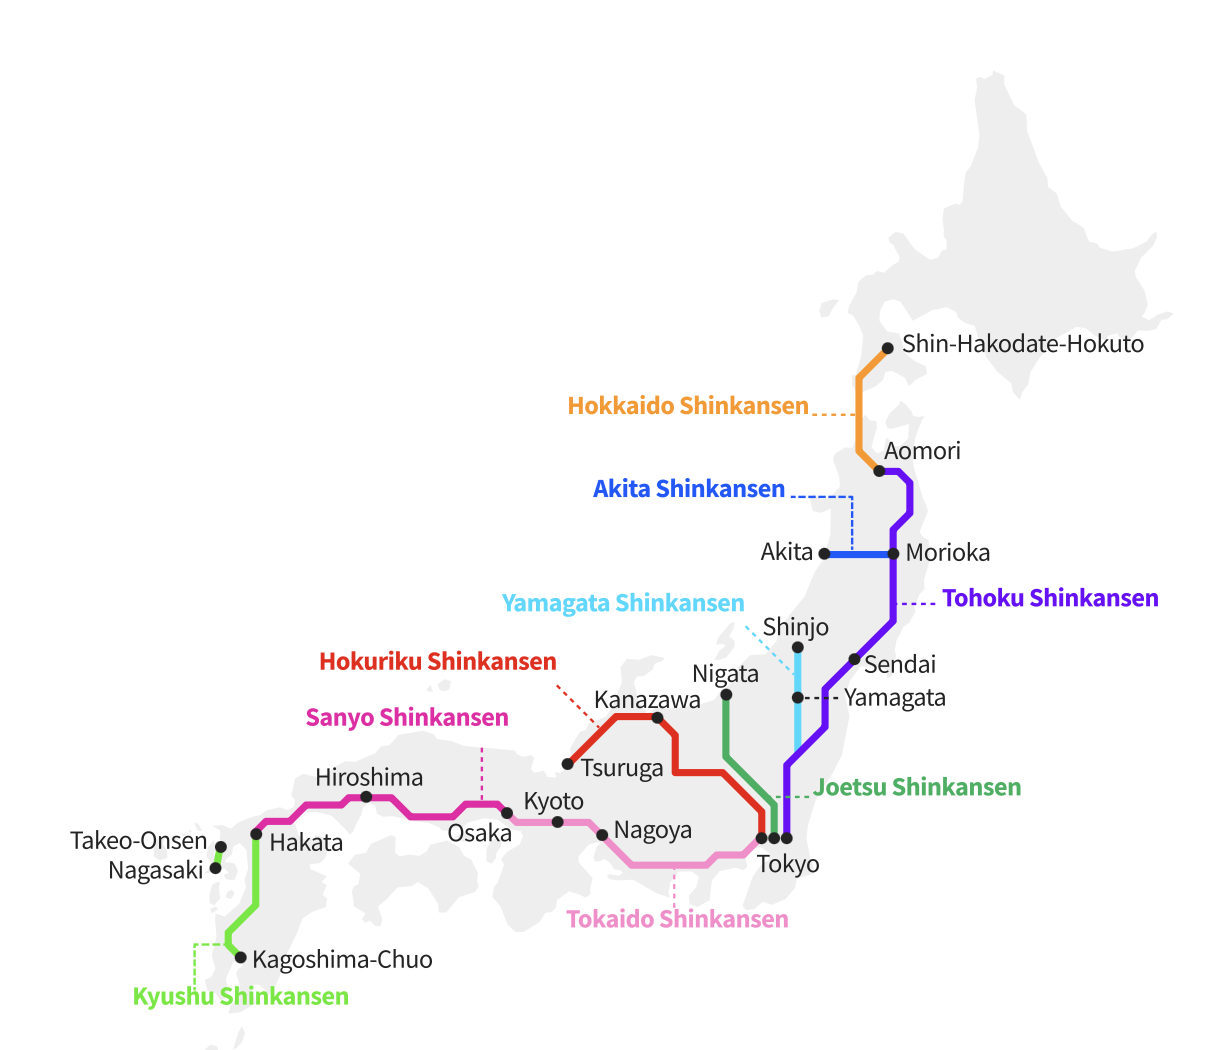 Shin-Hakodate-Hokuto
Hokkaido Shinkansen
Aomori
Akita Shinkansen
Akita
Morioka
Yamagata Shinkansen
Tohoku Shinkansen
Shinjo
Hokuriku Shinkansen
Sendai
Nigata
Kanazawa
Yamagata
Sanyo Shinkansen
Tsuruga
Hiroshima
Joetsu Shinkansen
Kyoto
Osaka
Nagoya
Takeo-Onsen
Hakata
Nagasaki
Tokyo
Tokaido Shinkansen
Kagoshima-Chuo
Kyushu Shinkansen